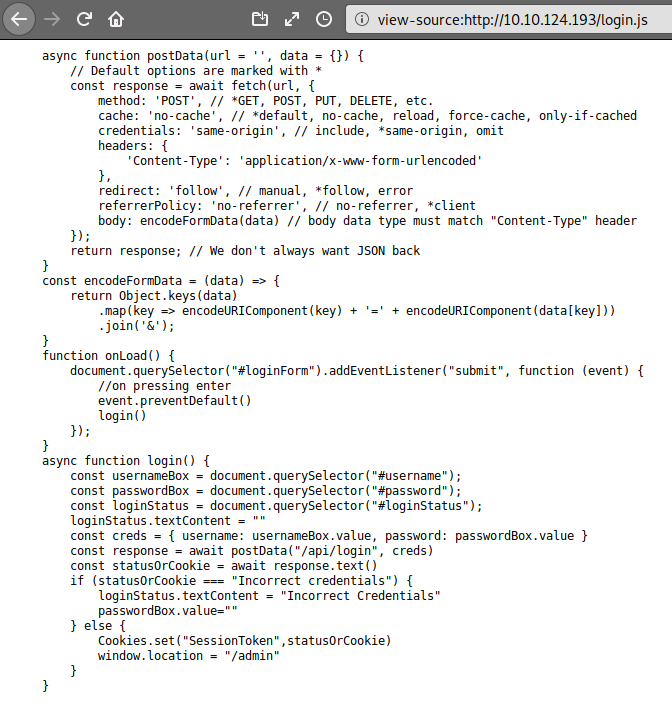 view-source:http://10.10.124.193/login.js
async function postData(url = '', data = {}) {
    // Default options are marked with *
    const response = await fetch(url, {
        method: 'POST', // *GET, POST, PUT, DELETE, etc.
        cache: 'no-cache', // *default, no-cache, reload, force-cache, only-if-cached
        credentials: 'same-origin', // include, *same-origin, omit
        headers: {
            'Content-Type': 'application/x-www-form-urlencoded'
        },
        redirect: 'follow', // manual, *follow, error
        referrerPolicy: 'no-referrer', // no-referrer, *client
        body: encodeFormData(data) // body data type must match "Content-Type" header
    });
    return response; // We don't always want JSON back
}
const encodeFormData = (data) => {
    return Object.keys(data)
        .map(key => encodeURIComponent(key) + '=' + encodeURIComponent(data[key]))
        .join('&');
}
function onLoad() {
    document.querySelector("#loginForm").addEventListener("submit", function (event) {
        //on pressing enter
        event.preventDefault()
        login()
    });
}
async function login() {
    const usernameBox = document.querySelector("#username");
    const passwordBox = document.querySelector("#password");
    const loginStatus = document.querySelector("#loginStatus");
    loginStatus.textContent = ""
    const creds = { username: usernameBox.value, password: passwordBox.value }
    const response = await postData("/api/login", creds)
    const statusOrCookie = await response.text()
    if (statusOrCookie === "Incorrect credentials") {
        loginStatus.textContent = "Incorrect Credentials"
        passwordBox.value=""
    } else {
        Cookies.set("SessionToken",statusOrCookie)
        window.location = "/admin"
    }
}